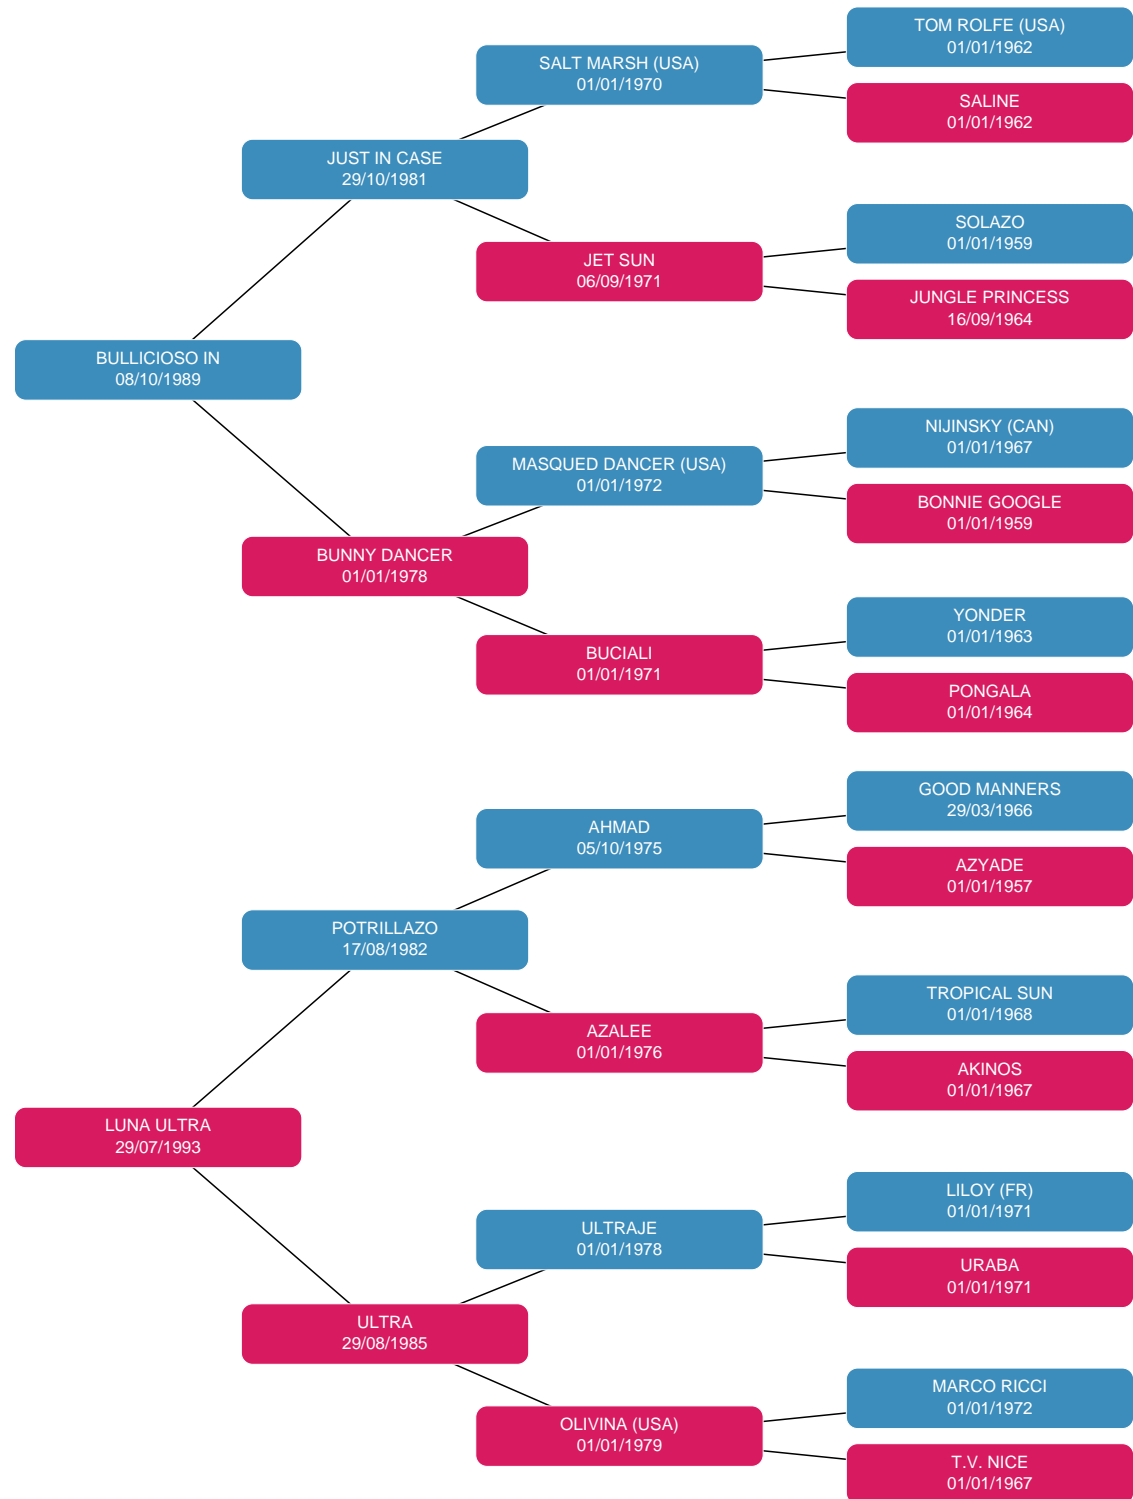 TOM ROLFE (USA)
01/01/1962
SALT MARSH (USA)
01/01/1970
SALINE
01/01/1962
JUST IN CASE
29/10/1981
SOLAZO
01/01/1959
JET SUN
06/09/1971
JUNGLE PRINCESS
16/09/1964
BULLICIOSO IN
08/10/1989
NIJINSKY (CAN)
01/01/1967
MASQUED DANCER (USA)
01/01/1972
BONNIE GOOGLE
01/01/1959
BUNNY DANCER
01/01/1978
YONDER
01/01/1963
BUCIALI
01/01/1971
PONGALA
01/01/1964
GOOD MANNERS
29/03/1966
AHMAD
05/10/1975
AZYADE
01/01/1957
POTRILLAZO
17/08/1982
TROPICAL SUN
01/01/1968
AZALEE
01/01/1976
AKINOS
01/01/1967
LUNA ULTRA
29/07/1993
LILOY (FR)
01/01/1971
ULTRAJE
01/01/1978
URABA
01/01/1971
ULTRA
29/08/1985
MARCO RICCI
01/01/1972
OLIVINA (USA)
01/01/1979
T.V. NICE
01/01/1967